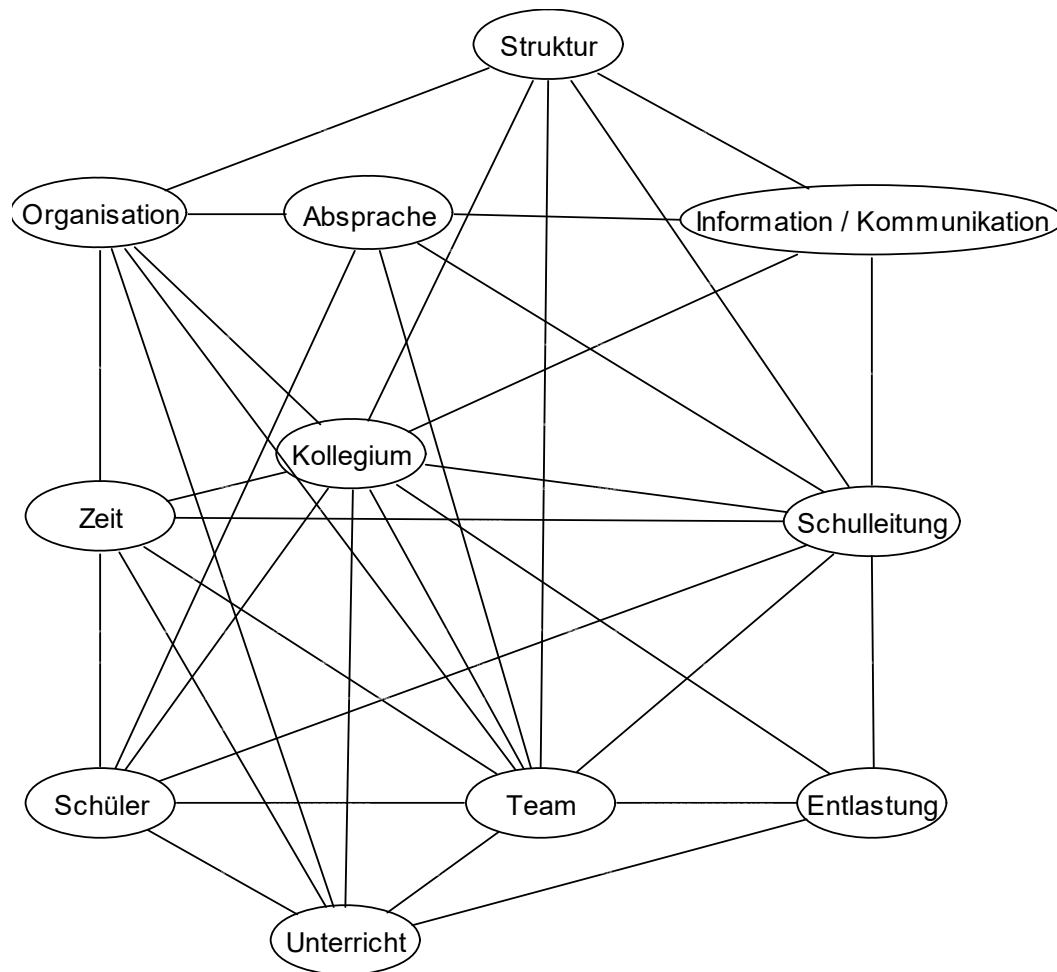 Struktur
Organisation
Absprache
Information / Kommunikation
Kollegium
Zeit
Schulleitung
Schüler
Team
Entlastung
Unterricht